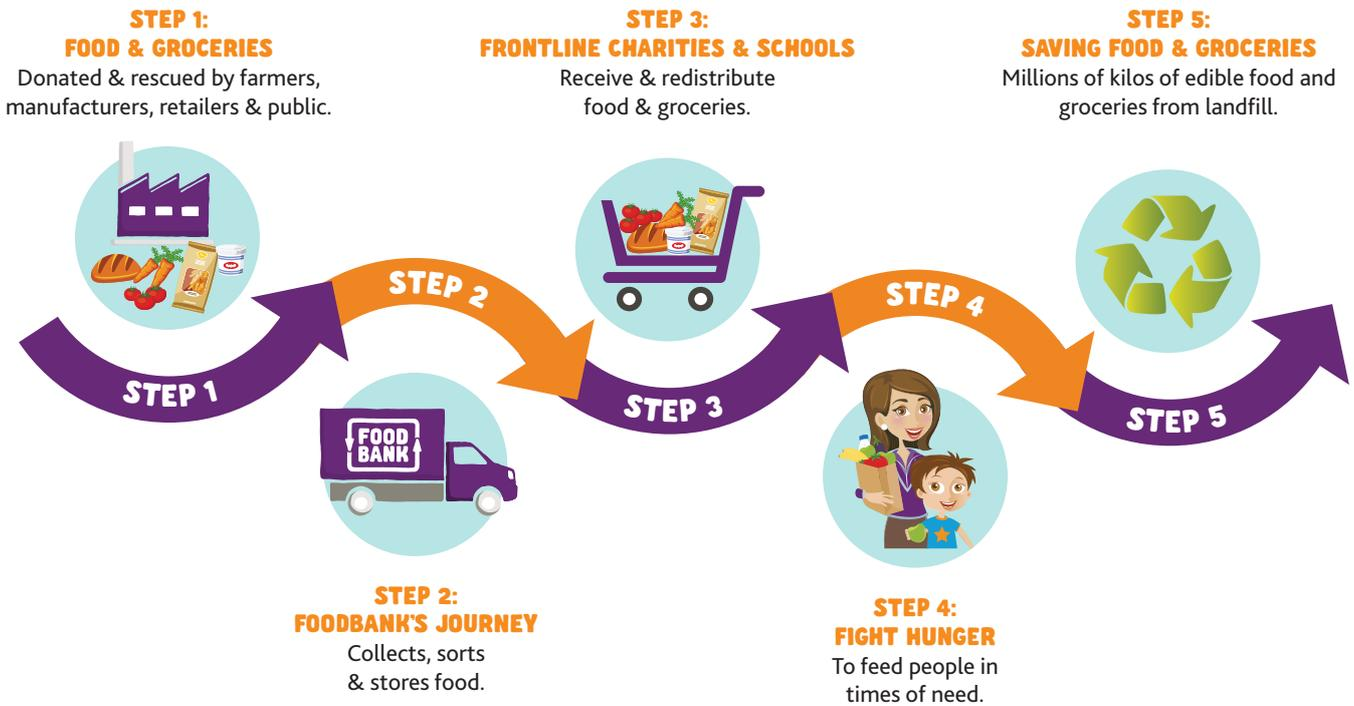 STEP 1:
FOOD & GROCERIES
Donated & rescued by farmers,
manufacturers, retailers & public.
STEP 3:
FRONTLINE CHARITIES & SCHOOLS
Receive & redistribute
food & groceries.
STEP 5:
SAVING FOOD & GROCERIES
Millions of kilos of edible food and
groceries from landfill.
STEP 1
STEP 2
STEP 3
STEP 4
STEP 5
FOOD
BANK
STEP 2:
FOODBANK'S JOURNEY
Collects, sorts
& stores food.
STEP 4:
FIGHT HUNGER
To feed people in
times of need.